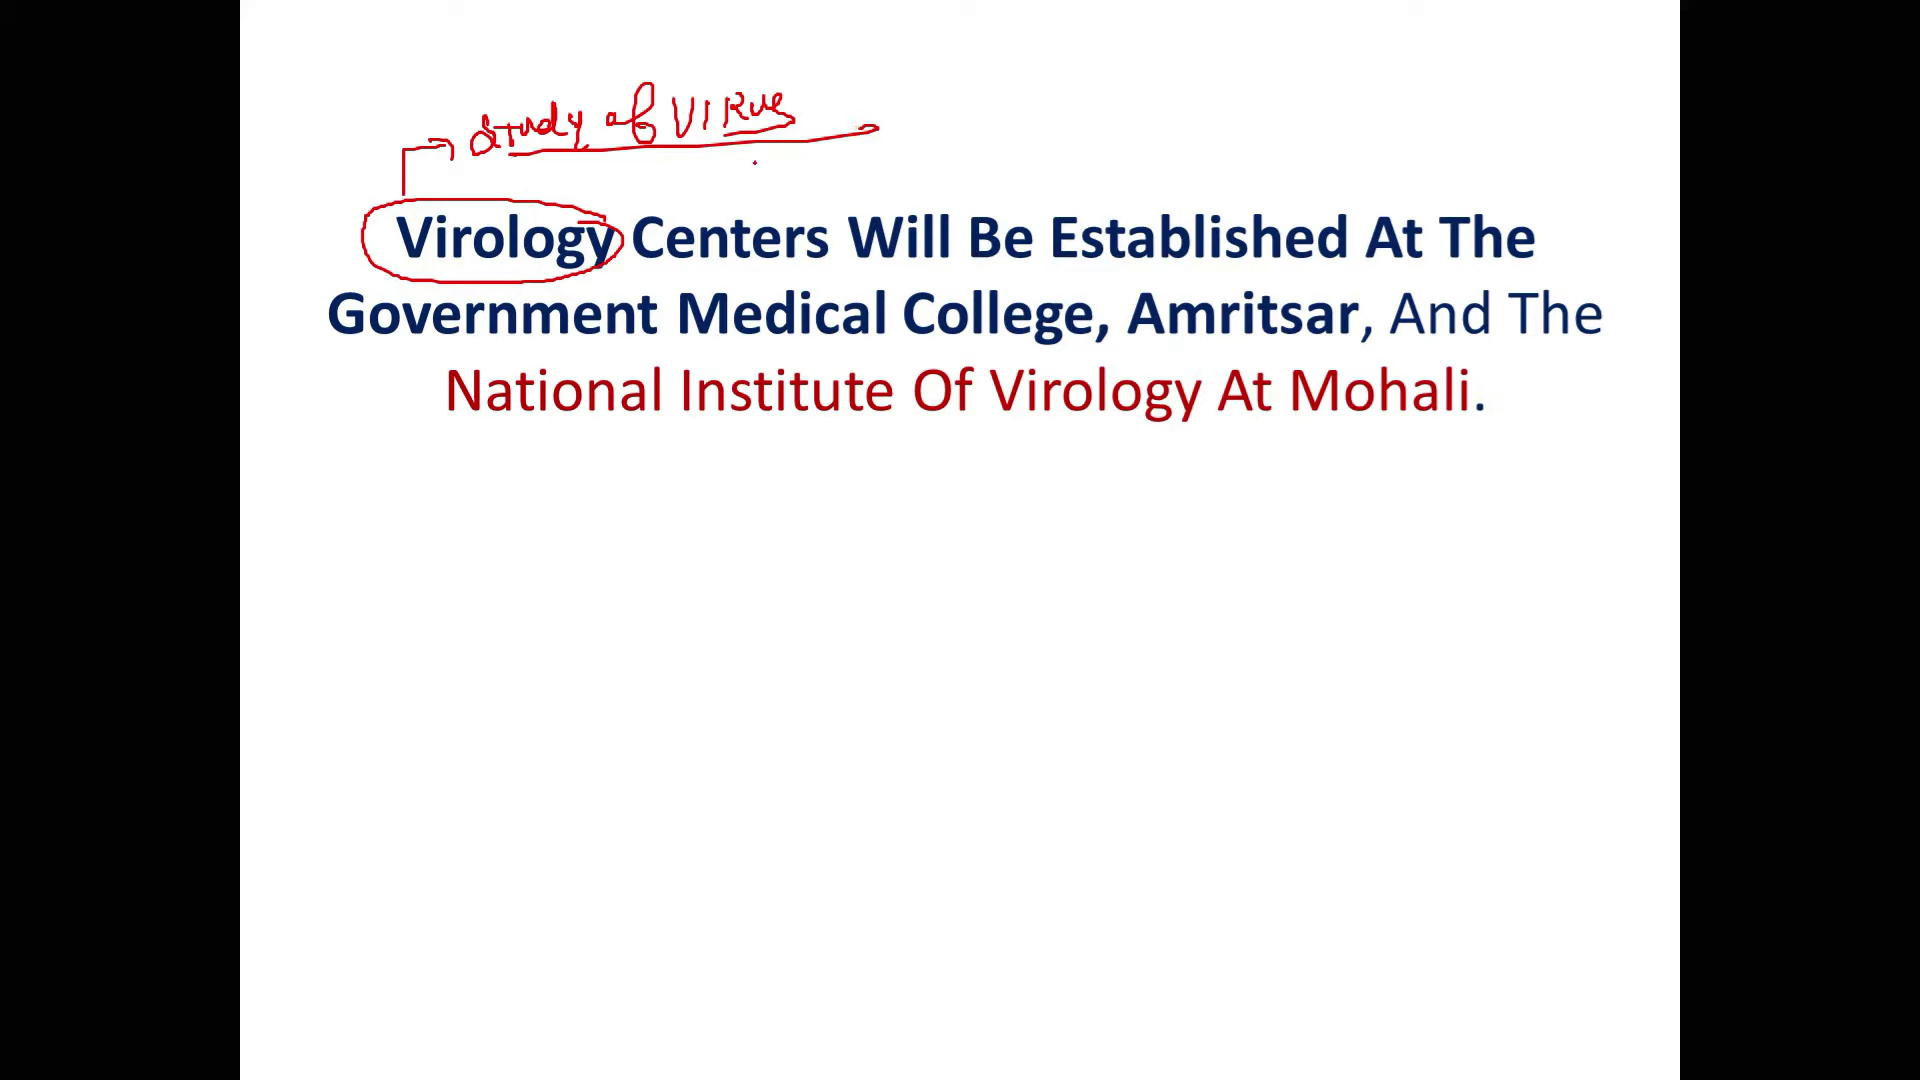 Study of VIRUS
Virology Centers Will Be Established At The
Government Medical College, Amritsar, And The
National Institute Of Virology At Mohali.